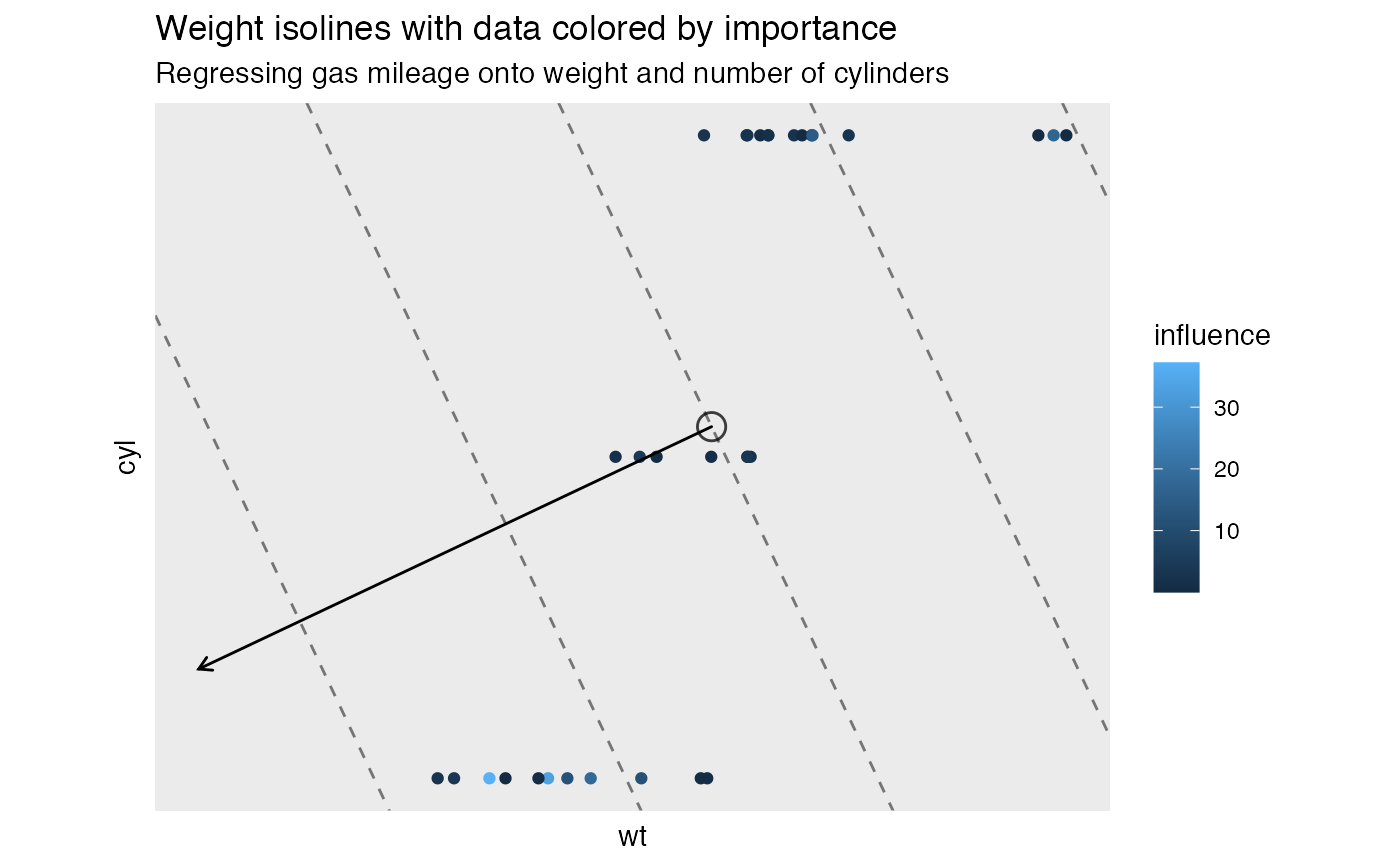 Weight isolines with data colored by importance
Regressing gas mileage onto weight and number of cylinders
cyl
wt
influence
30
20
10